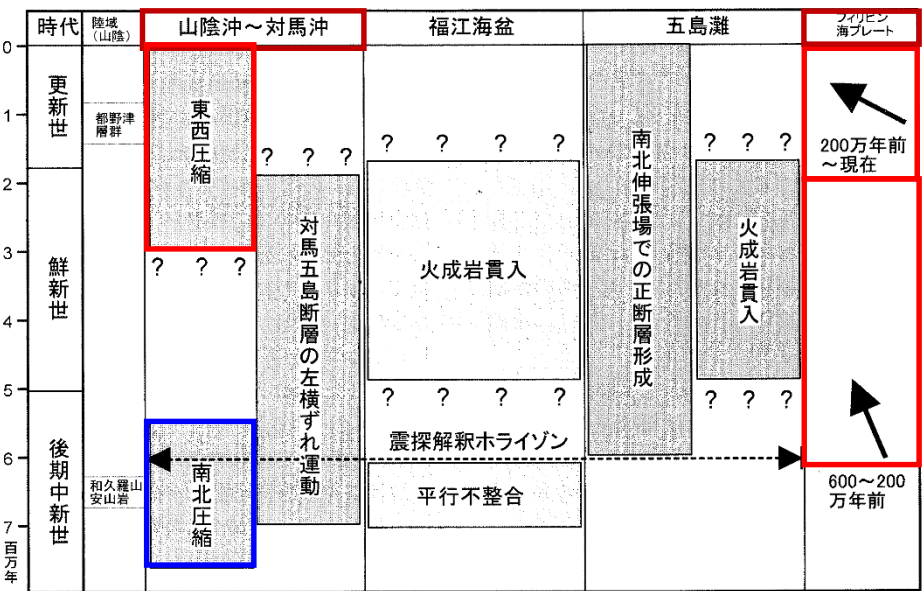 時代
陸域
（山陰）
山陰沖～対馬沖
福江海盆
五島灘
フィリピン
海プレート
0
1
2
3
4
5
6
7
百万年
更新世
鮮新世
後期中新世
都野津
層群
和久羅山
安山岩
東西圧縮
? ? ?
南北圧縮
? ? ?
対馬五島断層の左横ずれ運動
? ? ? ?
火成岩貫入
? ? ? ?
震探解釈ホライゾン
平行不整合
南北伸張場での正断層形成
? ? ?
火成岩貫入
? ? ?
200万年前
～現在
600～200
万年前